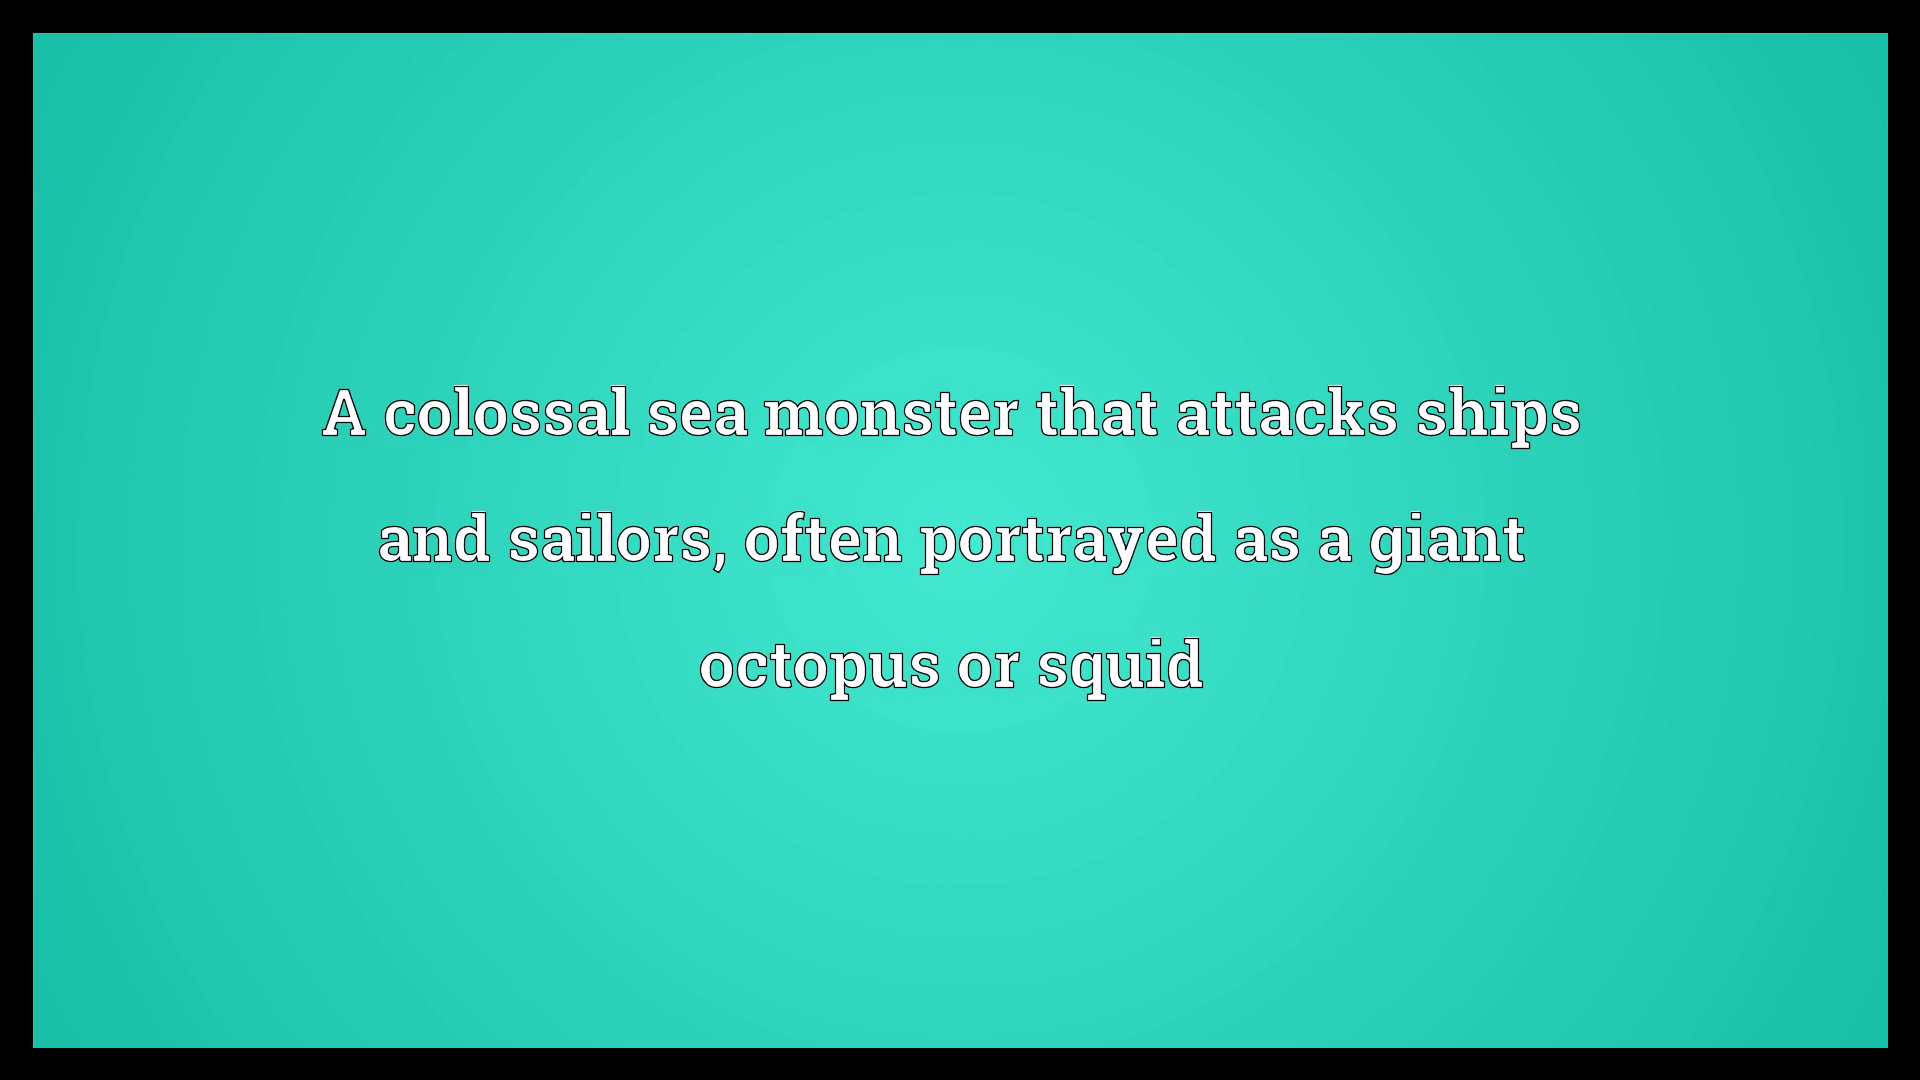 A colossal sea monster that attacks ships
and sailors, often portrayed as a giant
octopus or squid